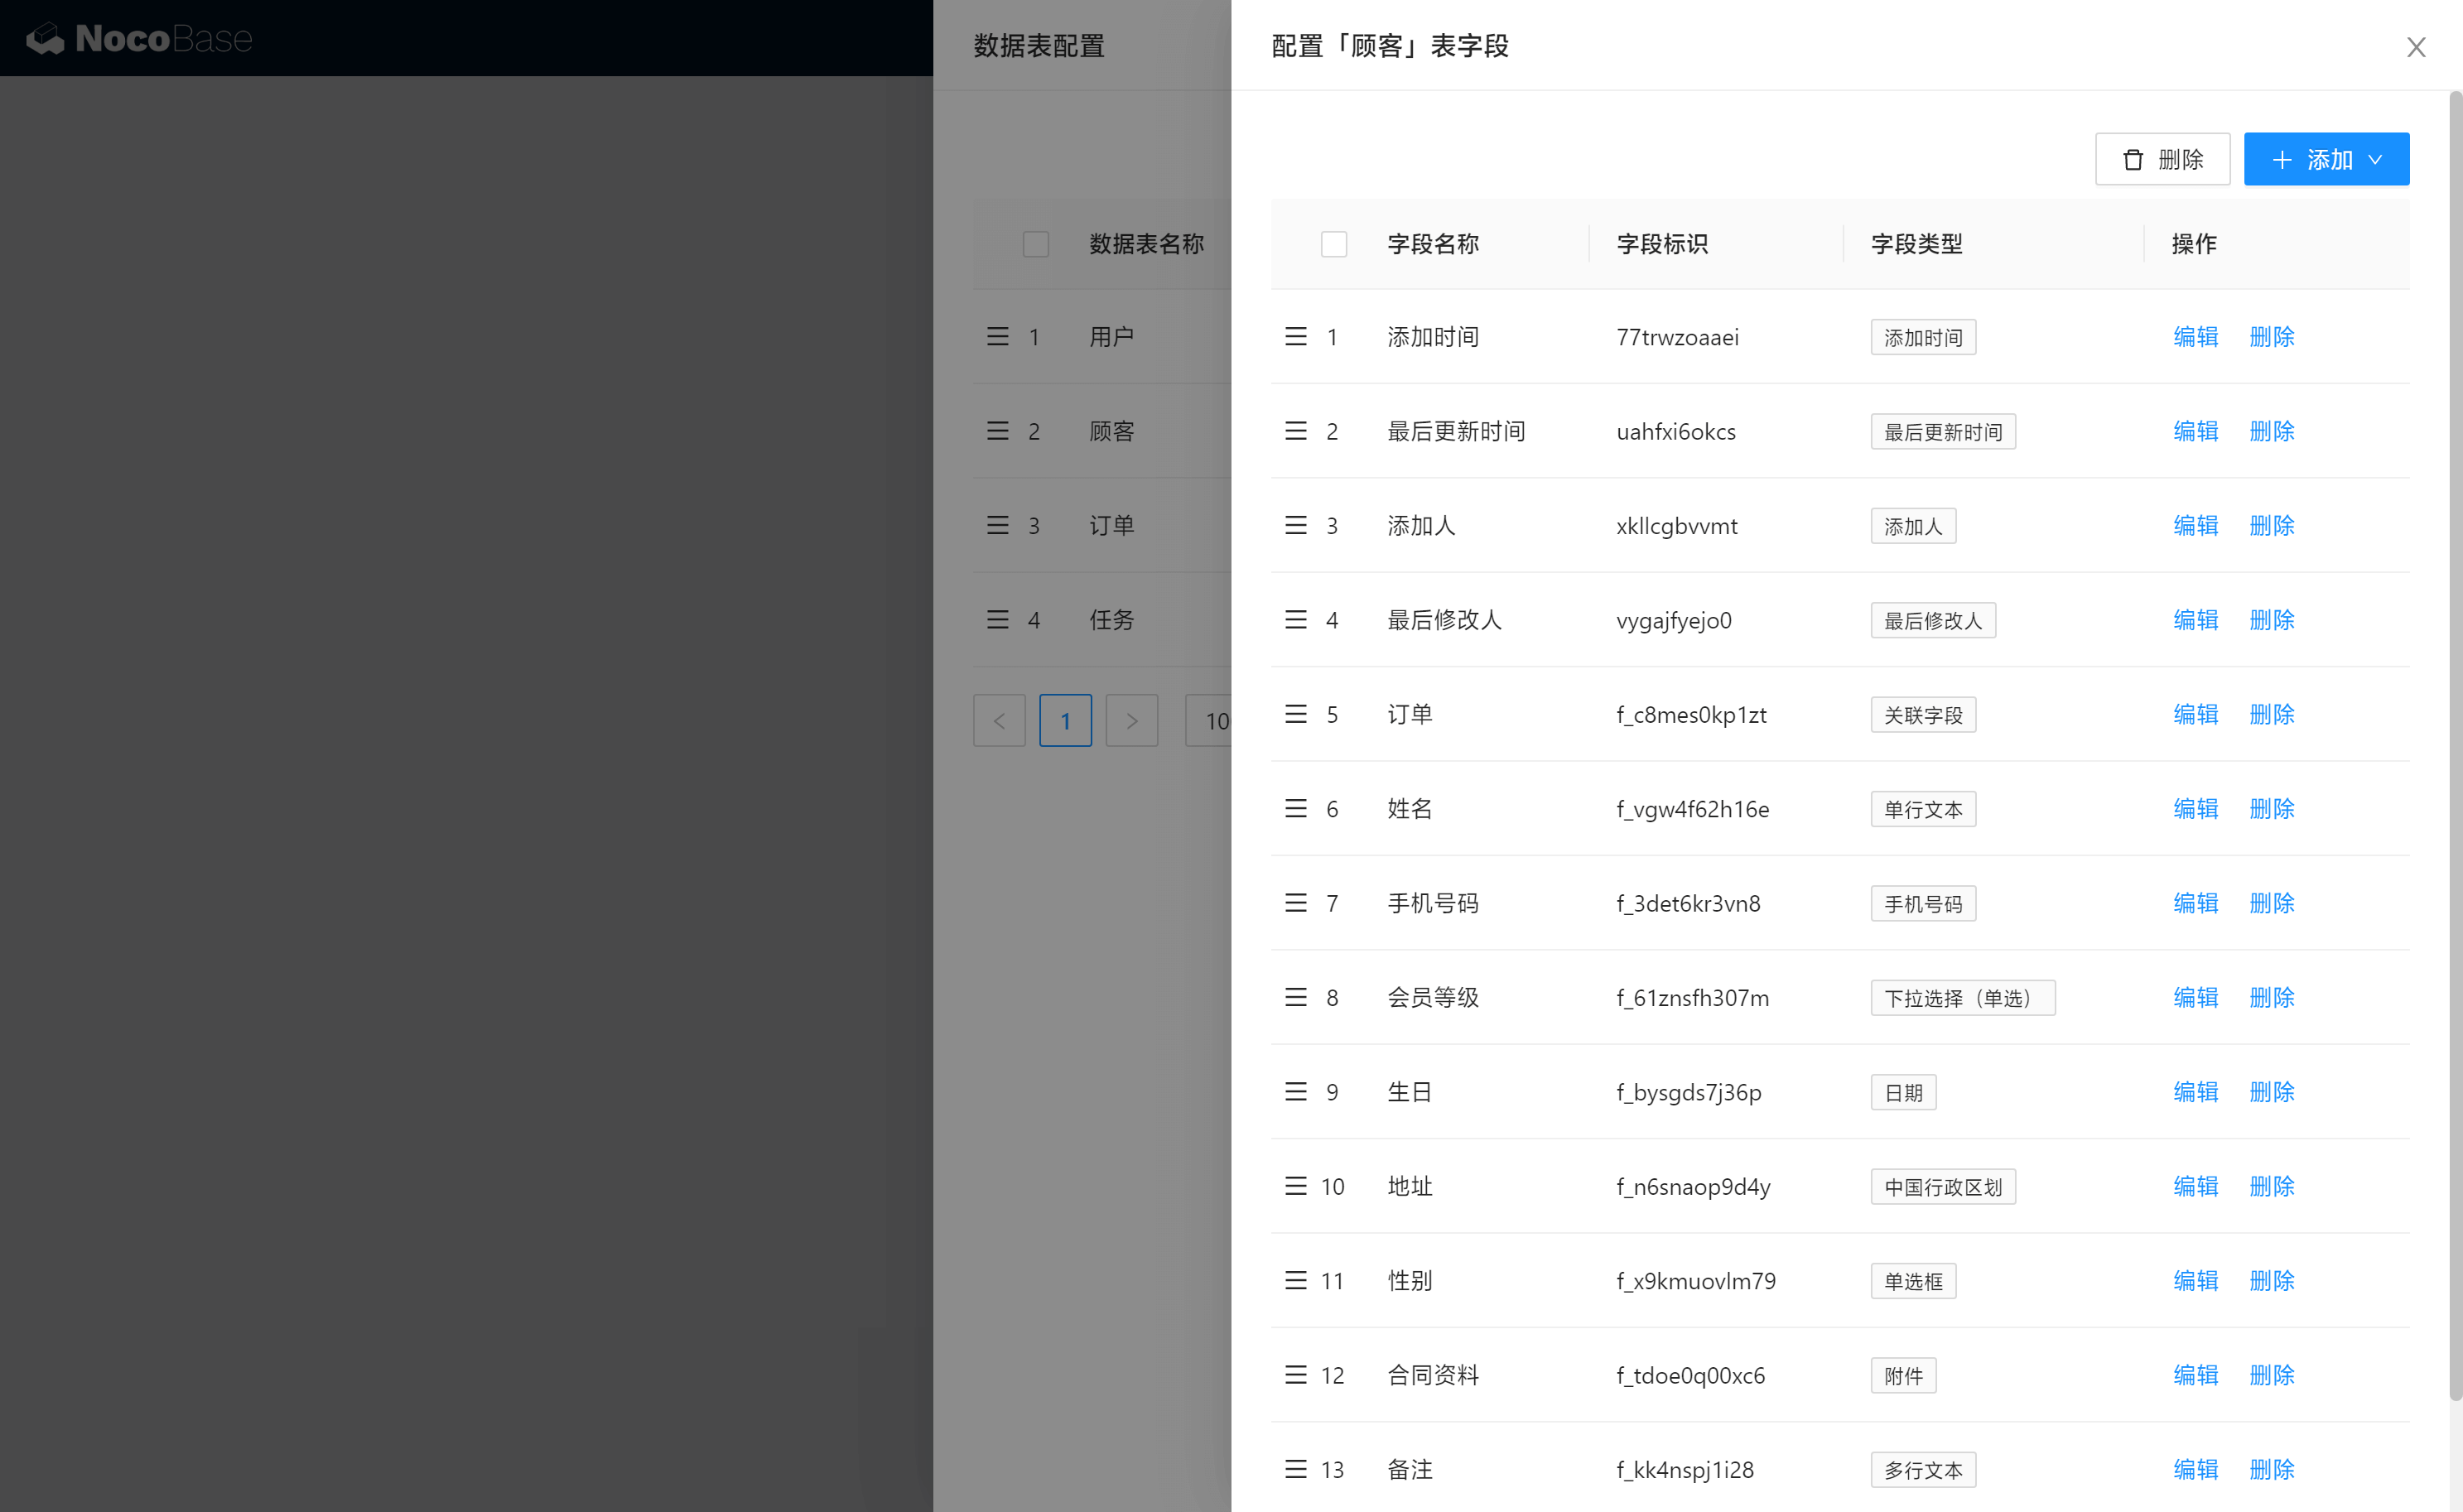 NocoBase
数据表配置
数据表名称
1 用户
2 顾客
3 订单
4 任务
1 10
配置「顾客」表字段
删除 添加
字段名称 字段标识 字段类型 操作
1 添加时间 77trwzoaaei 添加时间 编辑 删除
2 最后更新时间 uahfxi6okcs 最后更新时间 编辑 删除
3 添加人 xkllcgbvvmt 添加人 编辑 删除
4 最后修改人 vygajfyejo0 最后修改人 编辑 删除
5 订单 f_c8mes0kp1zt 关联字段 编辑 删除
6 姓名 f_vgw4f62h16e 单行文本 编辑 删除
7 手机号码 f_3det6kr3vn8 手机号码 编辑 删除
8 会员等级 f_61znsfh307m 下拉选择（单选） 编辑 删除
9 生日 f_bysgds7j36p 日期 编辑 删除
10 地址 f_n6snaop9d4y 中国行政区划 编辑 删除
11 性别 f_x9kmuovlm79 单选框 编辑 删除
12 合同资料 f_tdoe0q00xc6 附件 编辑 删除
13 备注 f_kk4nspj1i28 多行文本 编辑 删除